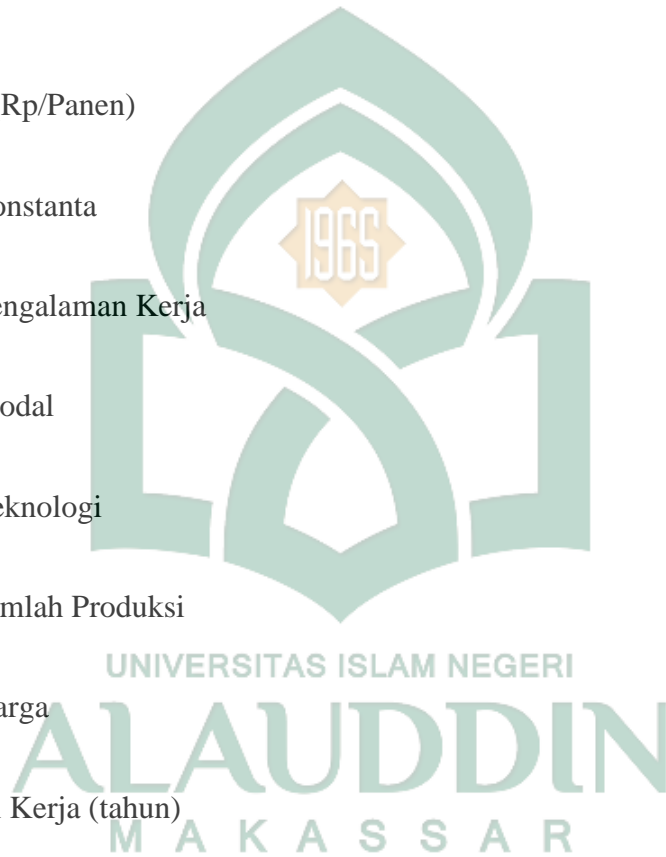 Rp/Panen)
onstanta
1965
engalaman Kerja
odal
eknologi
mlah Produksi
UNIVERSITAS ISLAM NEGERI
arga
ALAUDDIN
Kerja (tahun)
MAKASSAR